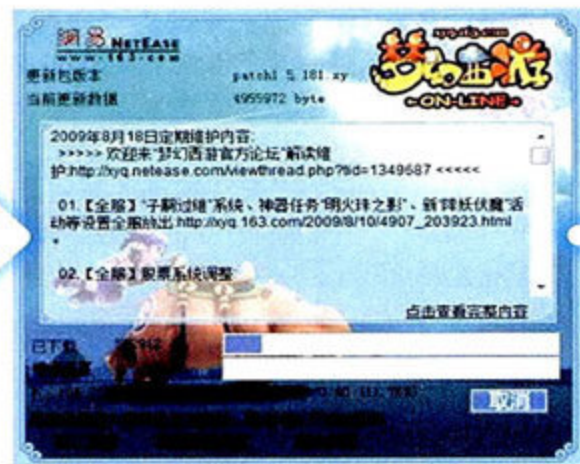 網易 NETEASE
www.163.com
梦幻西游
ON-LINE
更新包版本 patch1.5.181.xy
当前更新数据 4955972 byte
2009年8月18日定期维护内容:
>>>>> 欢迎来"梦幻西游官方论坛"解读维
护:http://xyq.netease.com/viewthread.php?tid=1349687 <<<<<
01.【全服】"子嗣过继"系统、神器任务"明火珠之影"、新"降妖伏魔"活
动等设置全服放出.http://xyq.163.com/2009/8/10/4907_203923.html
。
02.【全服】股票系统调整
点击查看完整内容
已下载
取消